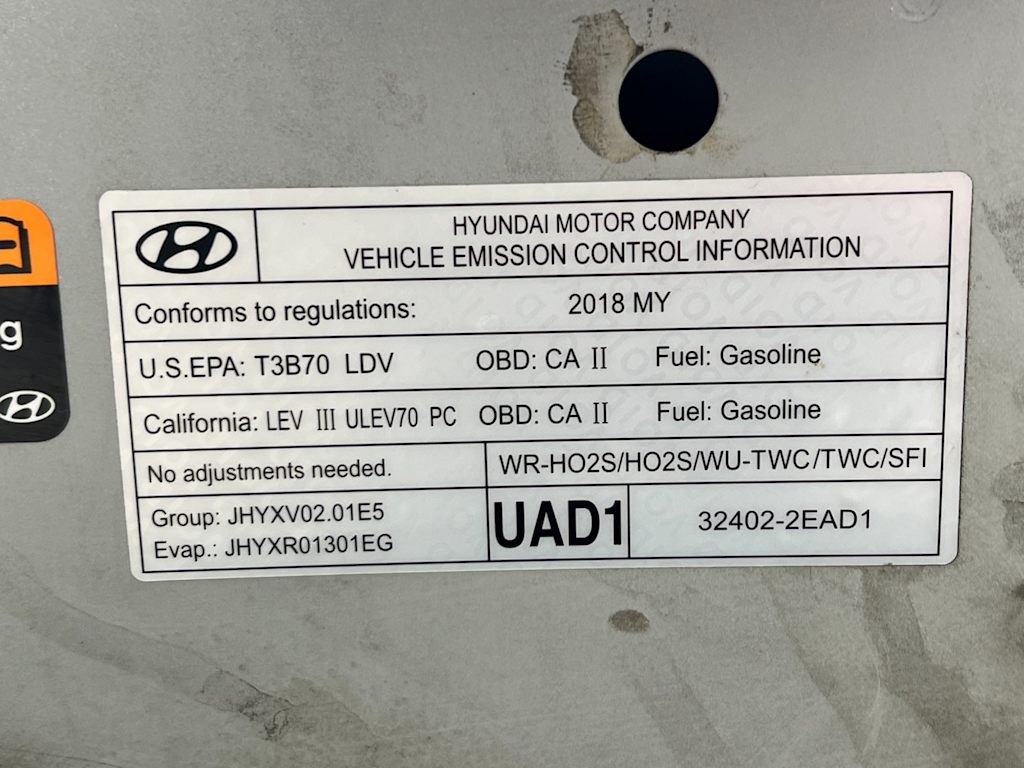 HYUNDAI MOTOR COMPANY
VEHICLE EMISSION CONTROL INFORMATION
Conforms to regulations: 2018 MY
U.S.EPA: T3B70 LDV OBD: CA II Fuel: Gasoline
California: LEV III ULEV70 PC OBD: CA II Fuel: Gasoline
No adjustments needed. WR-HO2S/HO2S/WU-TWC/TWC/SFI
Group: JHYXV02.01E5
Evap.: JHYXR01301EG
UAD1 32402-2EAD1
g